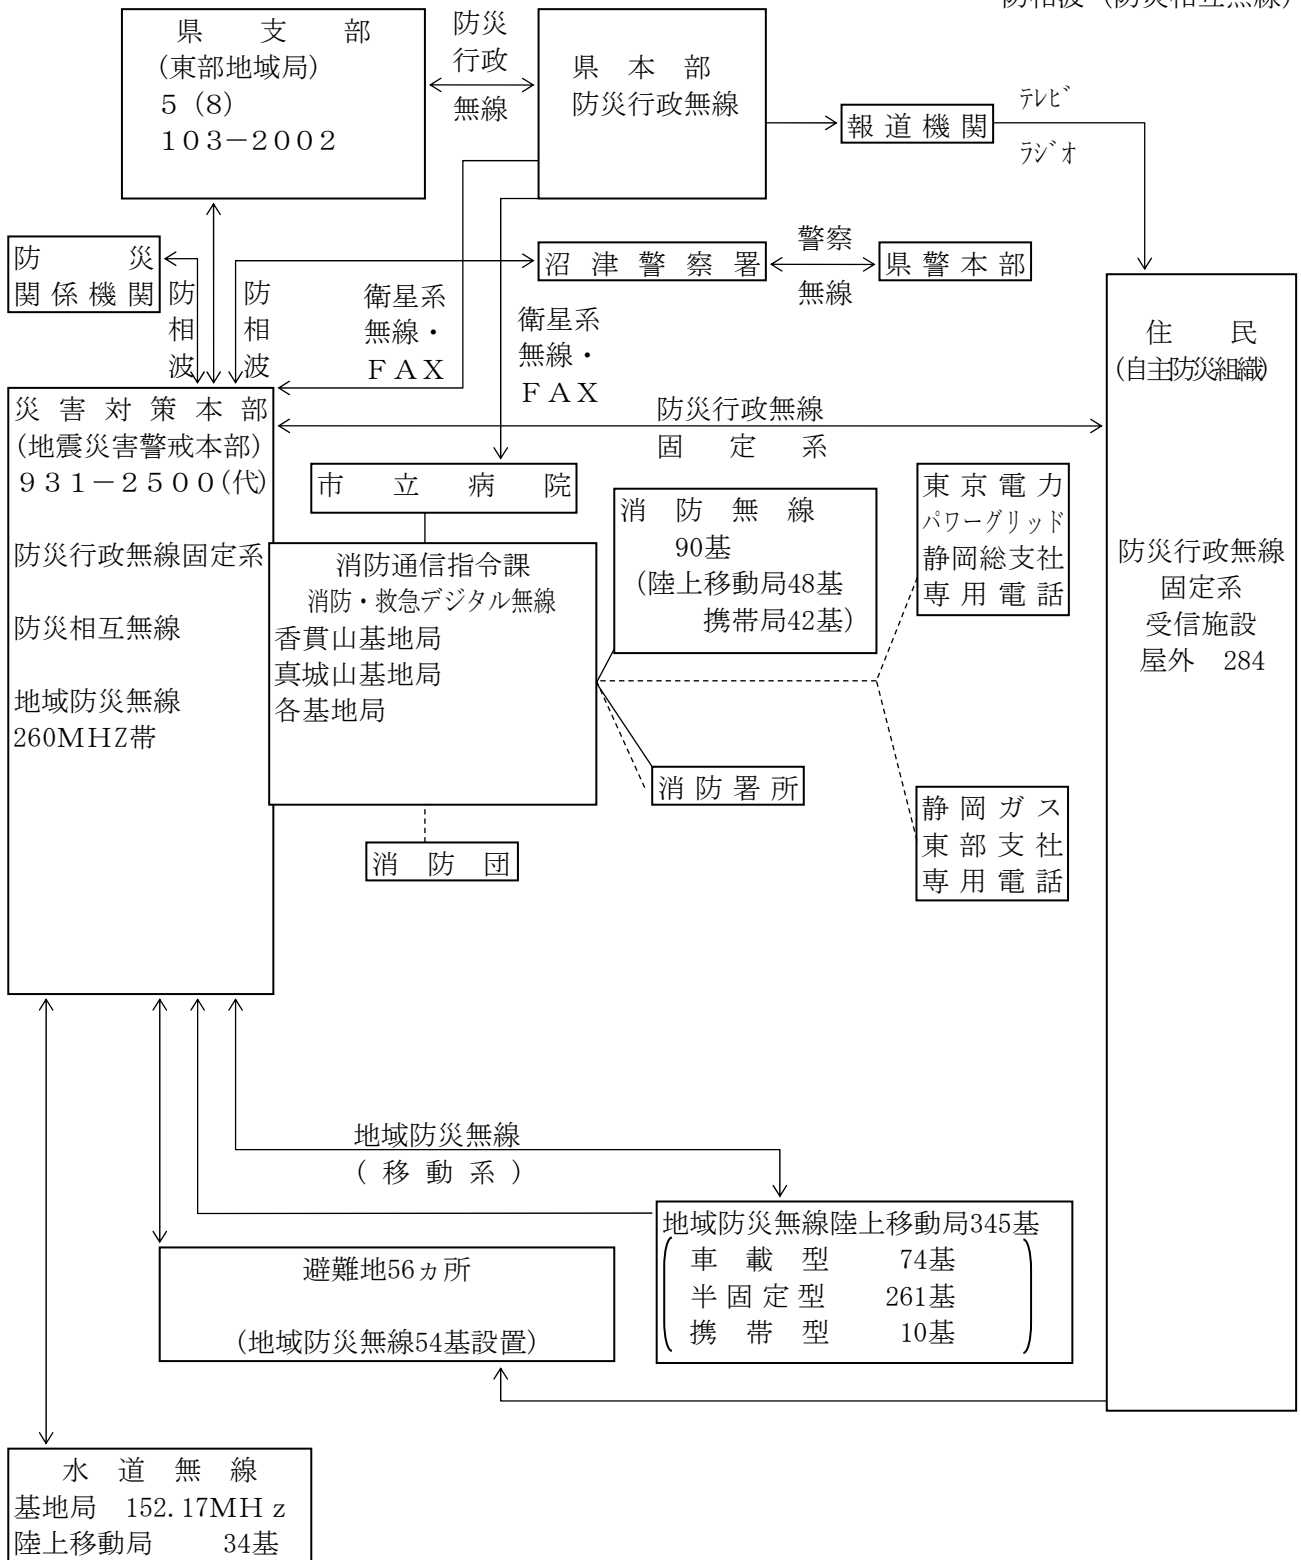 防相波（防災相互無線）
県支部
(東部地域局)
5 (8)
103－2002
防災
行政
無線
県本部
防災行政無線
報道機関
テレビ
ラジオ
防災
関係機関
防相波
防相波
沼津警察署
警察
無線
県警本部
衛星系
無線・
ＦＡＸ
衛星系
無線・
ＦＡＸ
住民
(自主防災組織)
防災行政無線
固定系
受信施設
屋外 284
災害対策本部
(地震災害警戒本部)
931－2500(代)
防災行政無線固定系
防災相互無線
地域防災無線
260MHZ帯
防災行政無線
固定系
市立病院
消防通信指令課
消防・救急デジタル無線
香貫山基地局
真城山基地局
各基地局
消防無線
90基
(陸上移動局48基
携帯局42基)
東京電力
パワーグリッド
静岡総支社
専用電話
消防署所
静岡ガス
東部支社
専用電話
消防団
地域防災無線
(移動系)
地域防災無線陸上移動局345基
車載型 74基
半固定型 261基
携帯型 10基
避難地56ヵ所
(地域防災無線54基設置)
水道無線
基地局 152.17MHz
陸上移動局 34基